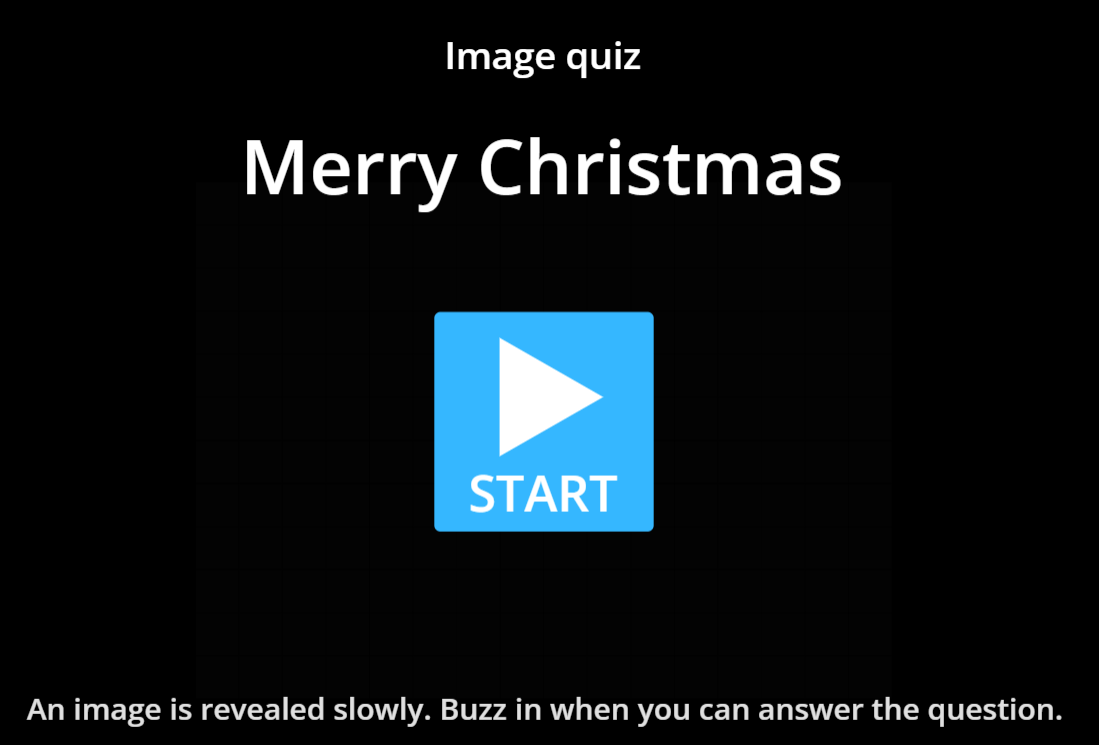 Image quiz
Merry Christmas
START
An image is revealed slowly. Buzz in when you can answer the question.